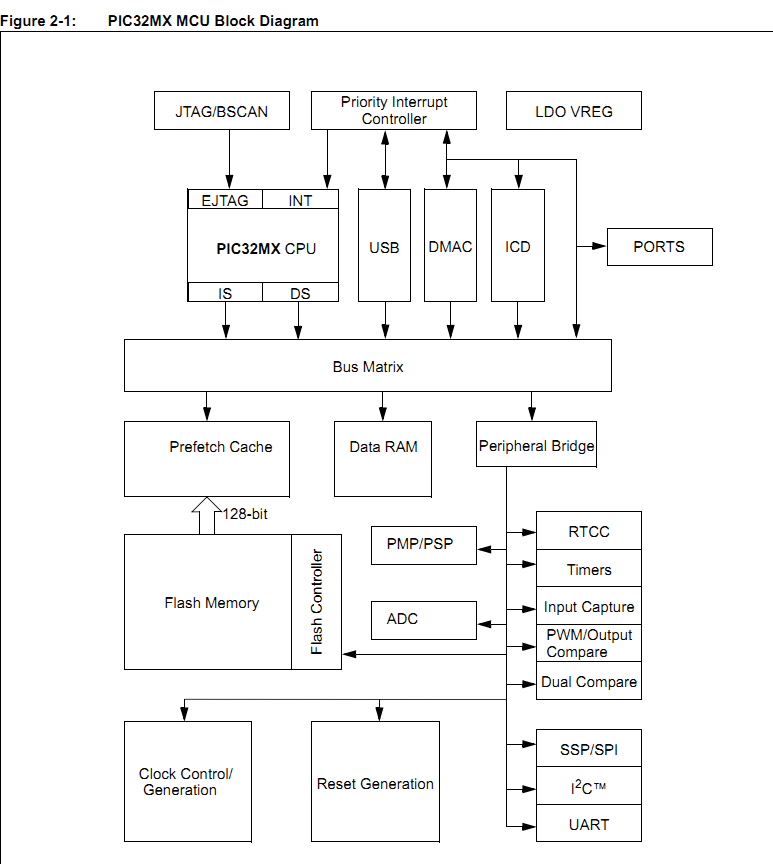 Figure 2-1: PIC32MX MCU Block Diagram
JTAG/BSCAN
Priority Interrupt
Controller
LDO VREG
EJTAG
INT
PIC32MX CPU
USB
DMAC
ICD
PORTS
IS
DS
Bus Matrix
Prefetch Cache
Data RAM
Peripheral Bridge
128-bit
RTCC
PMP/PSP
Timers
Flash Memory
Flash Controller
Input Capture
ADC
PWM/Output
Compare
Dual Compare
Clock Control/
Generation
Reset Generation
SSP/SPI
I²C™
UART